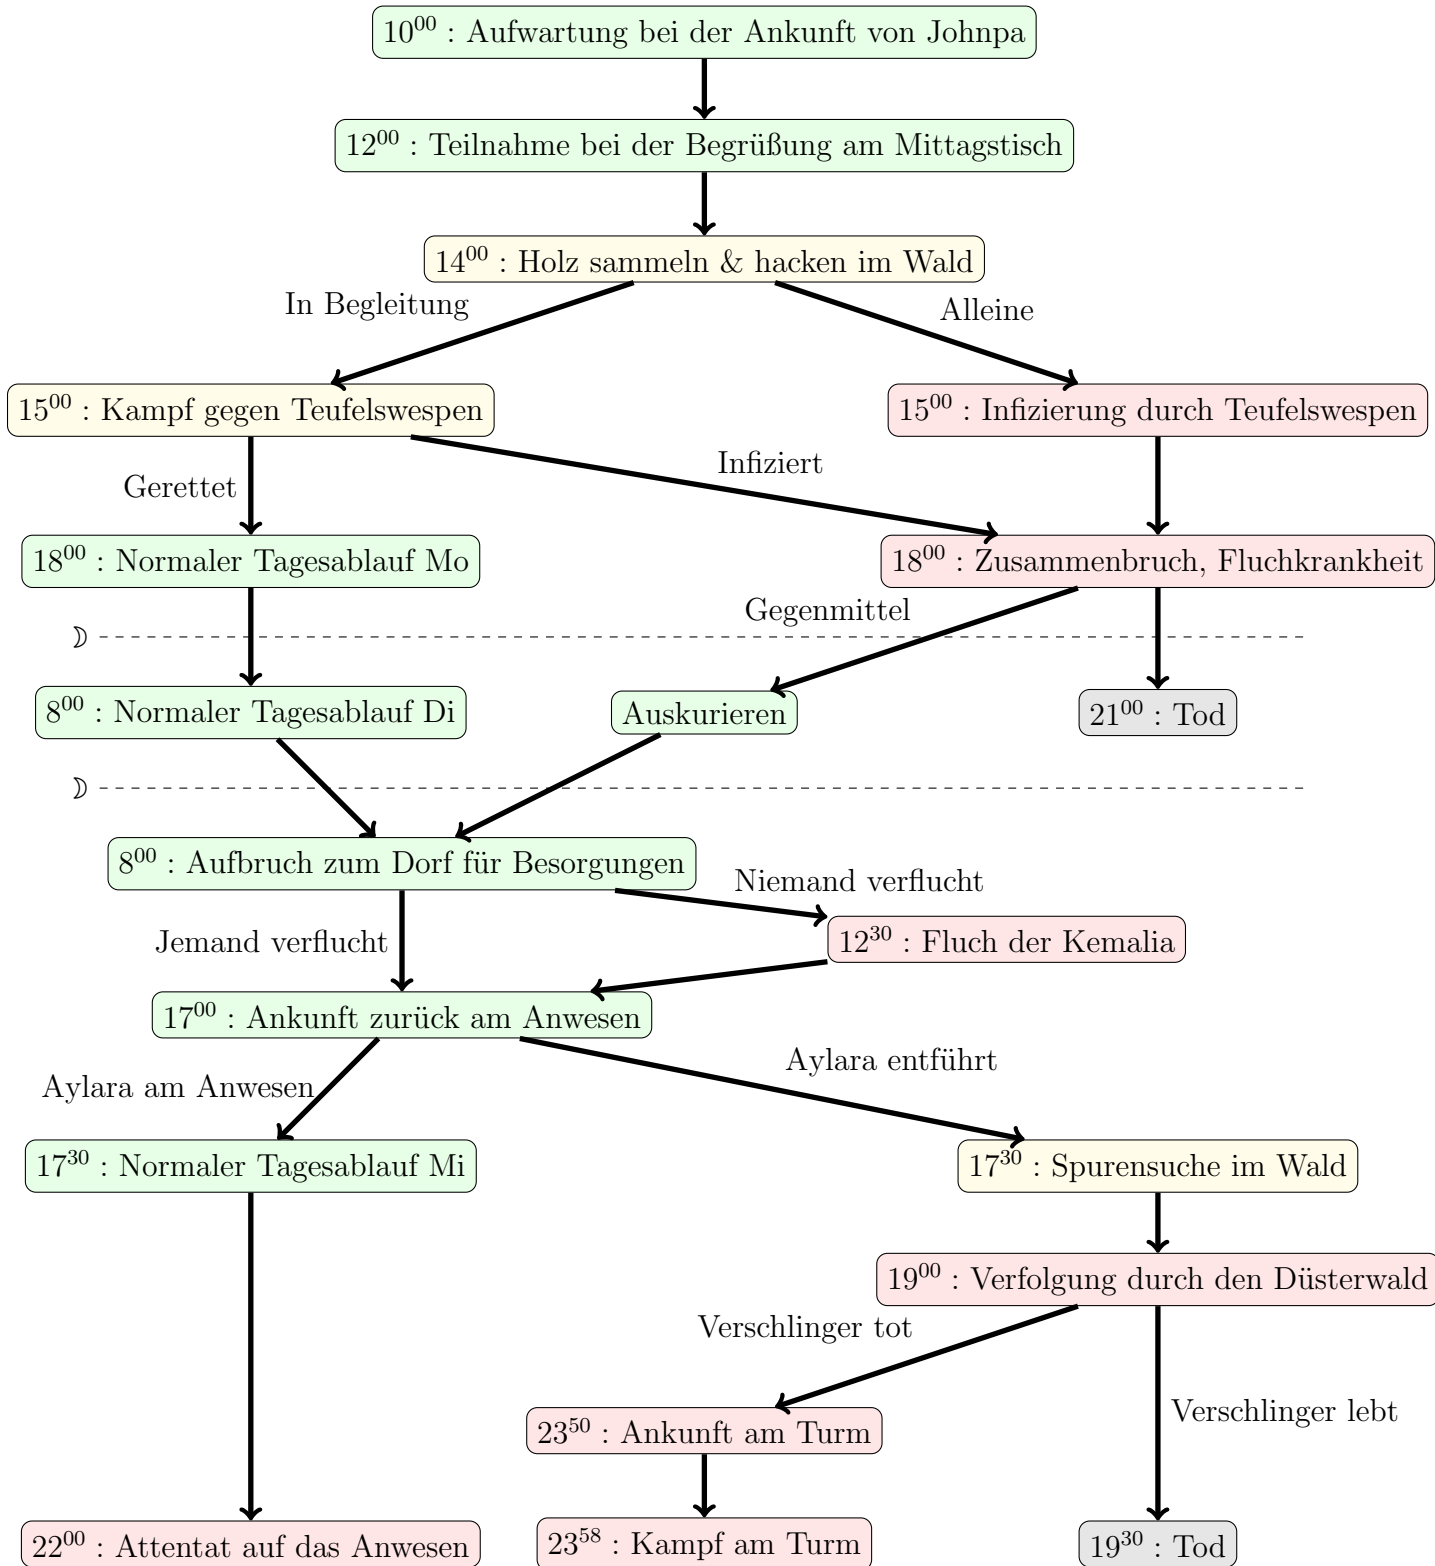 10⁰⁰ : Aufwartung bei der Ankunft von Johnpa
12⁰⁰ : Teilnahme bei der Begrüßung am Mittagstisch
14⁰⁰ : Holz sammeln & hacken im Wald
In Begleitung
Alleine
15⁰⁰ : Kampf gegen Teufelswespen
15⁰⁰ : Infizierung durch Teufelswespen
Infiziert
Gerettet
18⁰⁰ : Normaler Tagesablauf Mo
18⁰⁰ : Zusammenbruch, Fluchkrankheit
Gegenmittel
8⁰⁰ : Normaler Tagesablauf Di
Auskurieren
21⁰⁰ : Tod
8⁰⁰ : Aufbruch zum Dorf für Besorgungen
Niemand verflucht
Jemand verflucht
12³⁰ : Fluch der Kemalia
17⁰⁰ : Ankunft zurück am Anwesen
Aylara entführt
Aylara am Anwesen
17³⁰ : Normaler Tagesablauf Mi
17³⁰ : Spurensuche im Wald
19⁰⁰ : Verfolgung durch den Düsterwald
Verschlinger tot
Verschlinger lebt
23⁵⁰ : Ankunft am Turm
22⁰⁰ : Attentat auf das Anwesen
23⁵⁸ : Kampf am Turm
19³⁰ : Tod